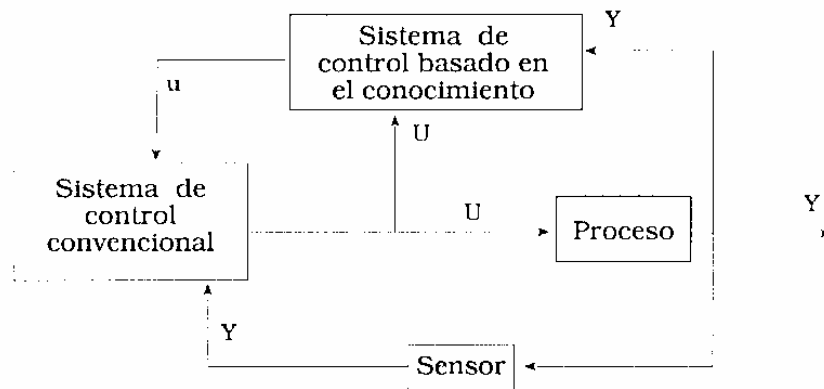 Sistema de
control basado en
el conocimiento
Y
u
U
Sistema de
control
convencional
U
Proceso
Y
Y
Sensor